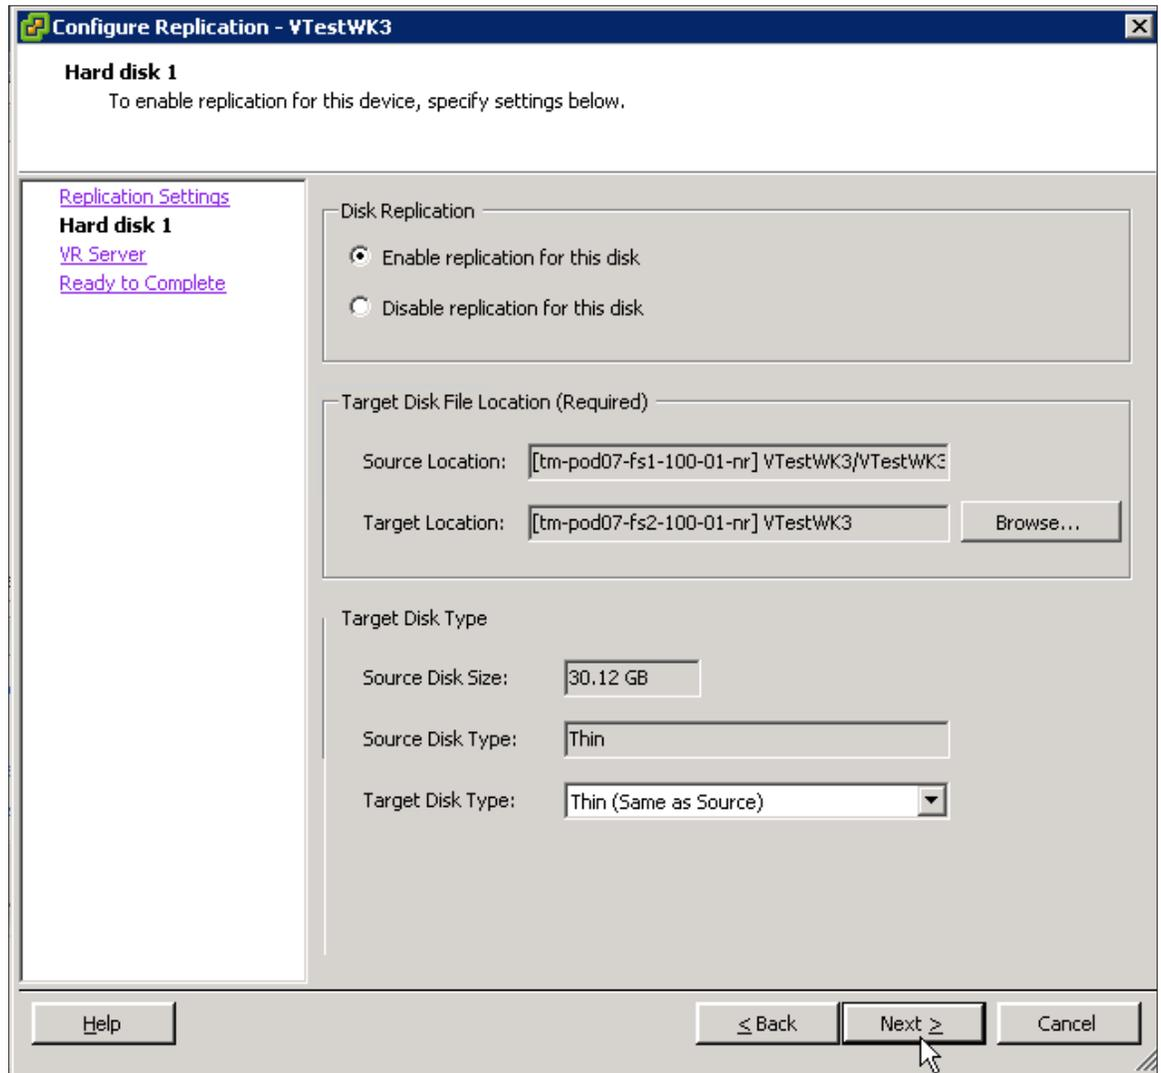 Configure Replication - VTestWK3
Hard disk 1
To enable replication for this device, specify settings below.
Replication Settings
Hard disk 1
VR Server
Ready to Complete
Disk Replication
Enable replication for this disk
Disable replication for this disk
Target Disk File Location (Required)
Source Location: [tm-pod07-fs1-100-01-nr] VTestWK3/VTestWK3
Target Location: [tm-pod07-fs2-100-01-nr] VTestWK3 Browse...
Target Disk Type
Source Disk Size: 30.12 GB
Source Disk Type: Thin
Target Disk Type: Thin (Same as Source)
Help < Back Next > Cancel